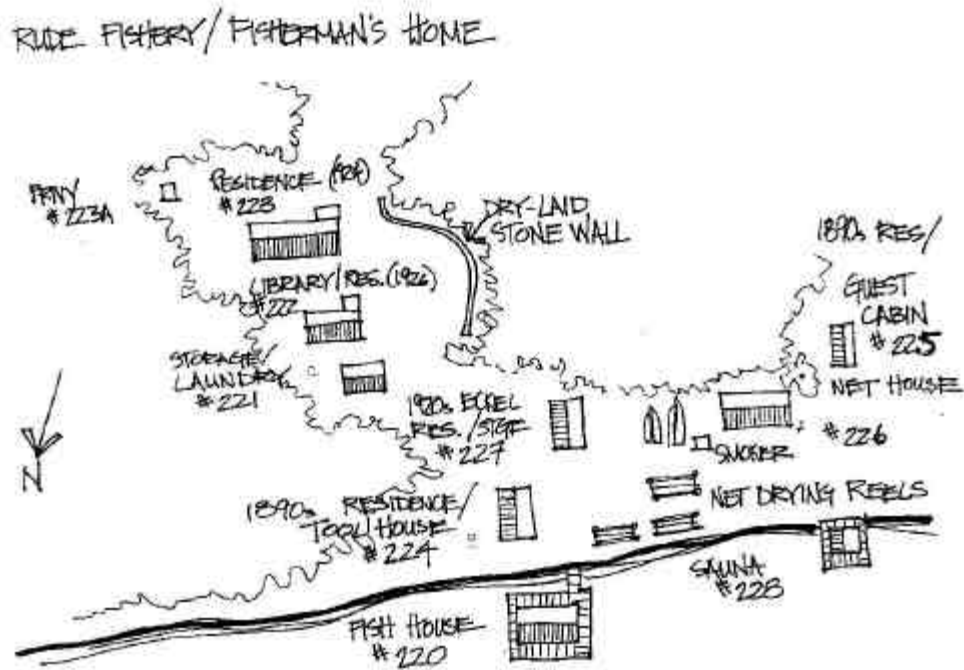 RUDE FISHERY/FISHERMAN'S HOME
PRIVY
# 223A
RESIDENCE
# 223
DRY-LAID
STONE WALL
1890s RES/
GUEST
CABIN
# 225
LIBRARY/RES. (1926)
# 222
STORAGE/
LAUNDRY
# 221
NET HOUSE
# 226
1920s ECKEL
RES./STGE
# 227
SMOKER
NET DRYING REELS
N
1890s RESIDENCE/
TOOL HOUSE
# 224
SAUNA
# 228
FISH HOUSE
# 220